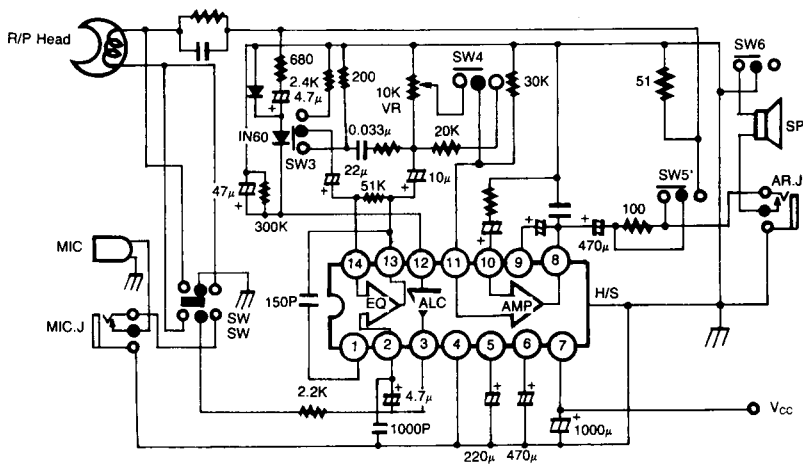 R/P Head
680
2.4K
4.7μ
+
200
10K
VR
SW4
30K
51
SW6
SP
IN60
SW3
0.033μ
20K
22μ
+
10μ
+
47μ
+
300K
51K
+
+
+
470μ
100
SW5'
AR.J
MIC
MIC.J
SW
SW
150P
14
13
12
11
10
9
8
EQ
ALC
AMP
H/S
1
2
3
4
5
6
7
2.2K
+
4.7μ
1000P
+
220μ
+
470μ
+
1000μ
VCC